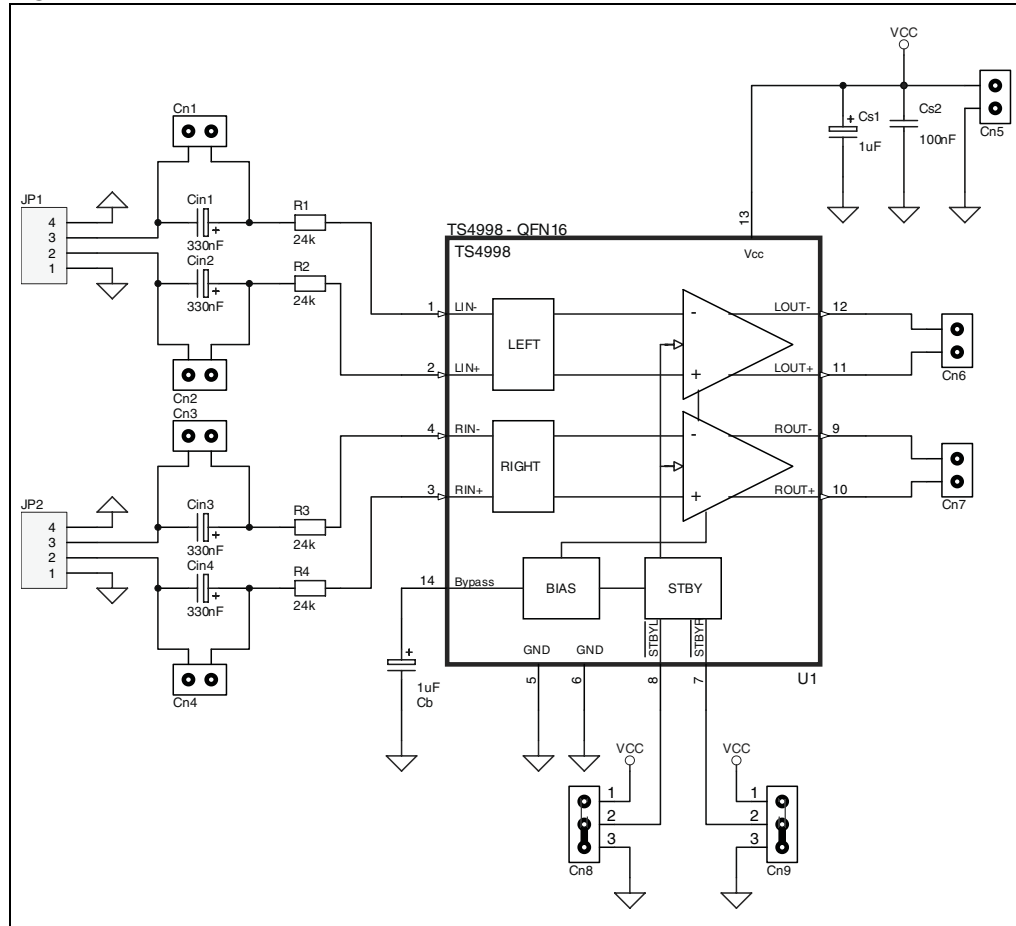 VCC
Cn1
Cs1
1uF
Cs2
100nF
Cn5
JP1
4
3
2
1
Cin1
330nF
Cin2
330nF
R1
24k
R2
24k
Cn2
13
TS4998 - QFN16
TS4998
Vcc
1
LIN-
2
LIN+
LEFT
-
+
LOUT-
12
LOUT+
11
Cn6
Cn3
4
RIN-
3
RIN+
RIGHT
-
+
ROUT-
9
ROUT+
10
Cn7
JP2
4
3
2
1
Cin3
330nF
Cin4
330nF
R3
24k
R4
24k
Cn4
14
Bypass
BIAS
STBY
STBYL
STBYR
GND
GND
5
6
8
7
U1
+
1uF
Cb
VCC
1
2
3
Cn8
VCC
1
2
3
Cn9